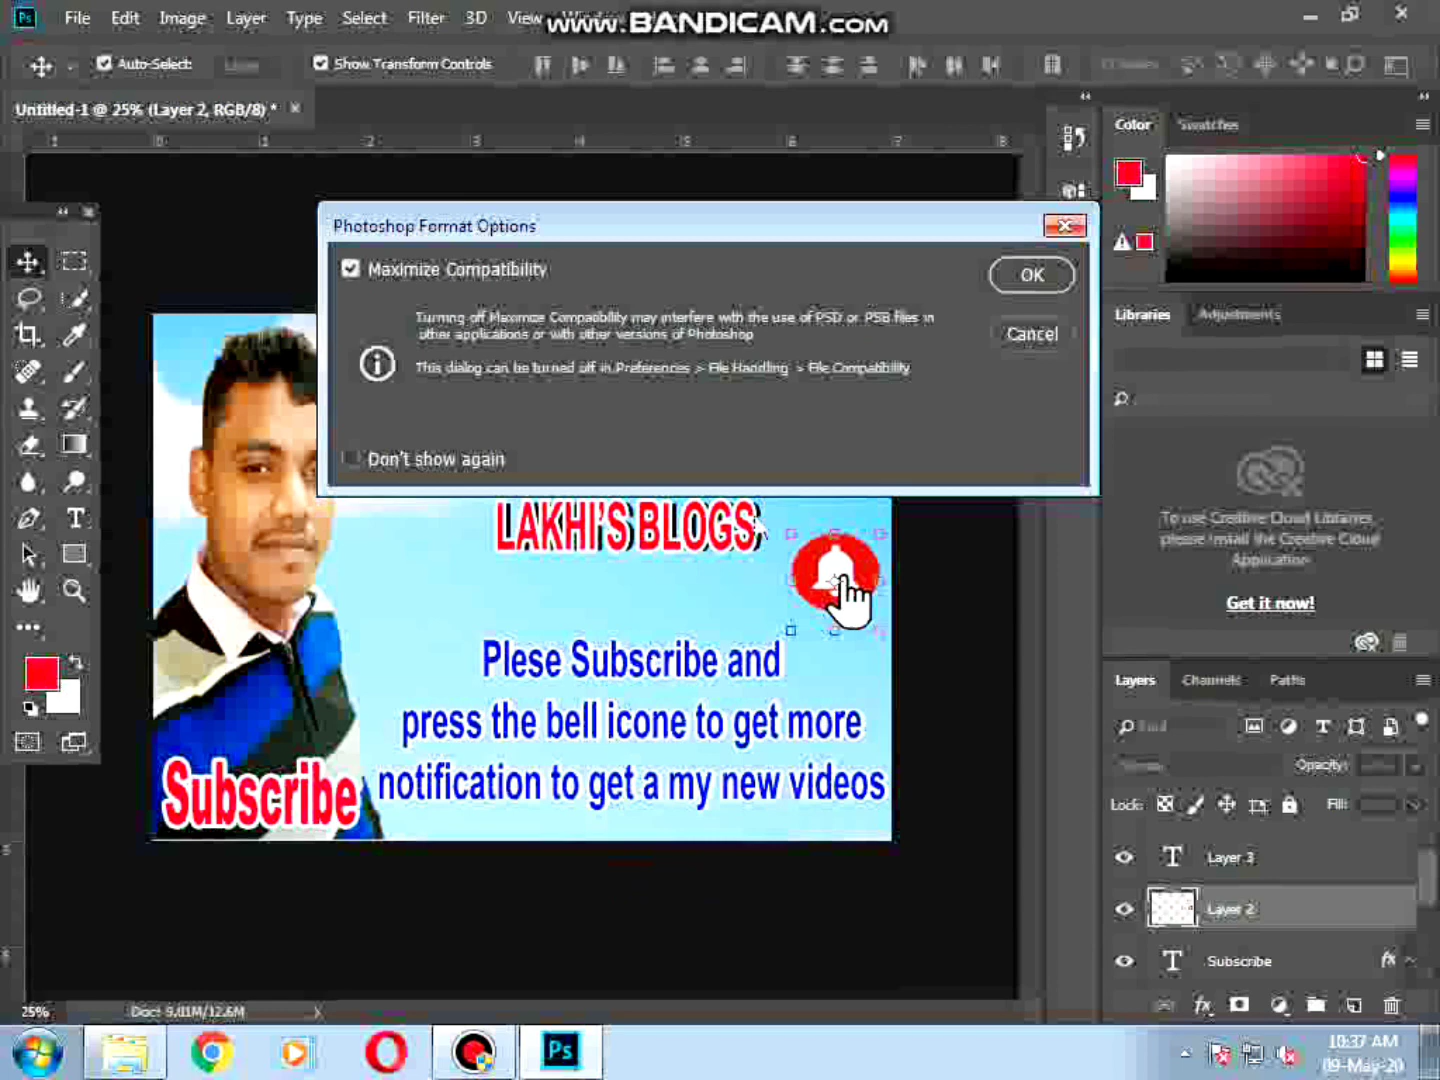 Ps File Edit Image Layer Type Select Filter 3D View
www.BANDICAM.com
Auto-Select: Show Transform Controls
Untitled-1 @ 25% (Layer 2, RGB/8) * ×
Color Swatches
Photoshop Format Options
Maximize Compatibility
OK
Turning off Maximize Compatibility may interfere with the use of PSD or PSB files in
other applications or with other versions of Photoshop
Cancel
This dialog can be turned off in Preferences > File Handling > File Compatibility
Don't show again
Libraries Adjustments
To use Creative Cloud Libraries,
please install the Creative Cloud
Application
Get it now!
LAKHI'S BLOGS
Plese Subscribe and
press the bell icone to get more
notification to get a my new videos
Subscribe
Layers Channels Paths
Opacity:
Lock: Fill:
Layer 3
Layer 2
Subscribe fx
25% Doc: 9.01M/12.6M
Ps
10:37 AM
09-May-20